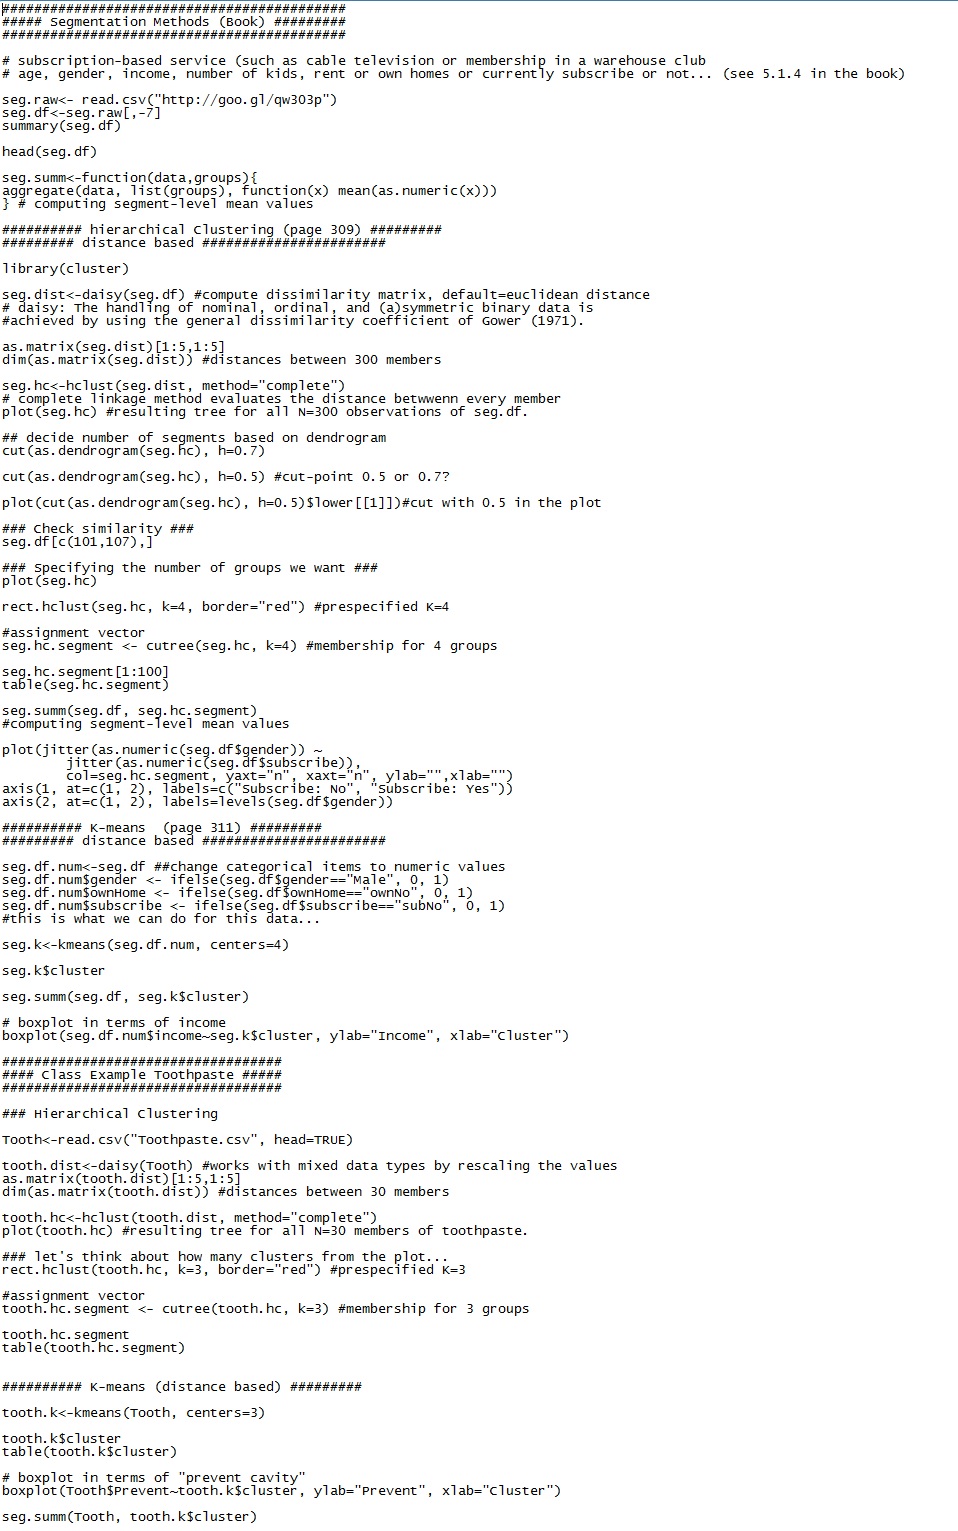 ###########################################
##### Segmentation Methods (Book) #########
###########################################
# subscription-based service (such as cable television or membership in a warehouse club
# age, gender, income, number of kids, rent or own homes or currently subscribe or not... (see 5.1.4 in the book)
seg.raw<- read.csv("http://goo.gl/qw303p")
seg.df<-seg.raw[,-7]
summary(seg.df)
head(seg.df)
seg.summ<-function(data,groups){
aggregate(data, list(groups), function(x) mean(as.numeric(x)))
} # computing segment-level mean values
########## hierarchical Clustering (page 309) #########
######### distance based #######################
library(cluster)
seg.dist<-daisy(seg.df) #compute dissimilarity matrix, default=euclidean distance
# daisy: The handling of nominal, ordinal, and (a)symmetric binary data is
#achieved by using the general dissimilarity coefficient of Gower (1971).
as.matrix(seg.dist)[1:5,1:5]
dim(as.matrix(seg.dist)) #distances between 300 members
seg.hc<-hclust(seg.dist, method="complete")
# complete linkage method evaluates the distance betwwenn every member
plot(seg.hc) #resulting tree for all N=300 observations of seg.df.
## decide number of segments based on dendrogram
cut(as.dendrogram(seg.hc), h=0.7)
cut(as.dendrogram(seg.hc), h=0.5) #cut-point 0.5 or 0.7?
plot(cut(as.dendrogram(seg.hc), h=0.5)$lower[[1]])#cut with 0.5 in the plot
### Check similarity ###
seg.df[c(101,107),]
### Specifying the number of groups we want ###
plot(seg.hc)
rect.hclust(seg.hc, k=4, border="red") #prespecified K=4
#assignment vector
seg.hc.segment <- cutree(seg.hc, k=4) #membership for 4 groups
seg.hc.segment[1:100]
table(seg.hc.segment)
seg.summ(seg.df, seg.hc.segment)
#computing segment-level mean values
plot(jitter(as.numeric(seg.df$gender)) ~
jitter(as.numeric(seg.df$subscribe)),
col=seg.hc.segment, yaxt="n", xaxt="n", ylab="",xlab="")
axis(1, at=c(1, 2), labels=c("Subscribe: No", "Subscribe: Yes"))
axis(2, at=c(1, 2), labels=levels(seg.df$gender))
########## K-means  (page 311) #########
######### distance based #######################
seg.df.num<-seg.df ##change categorical items to numeric values
seg.df.num$gender <- ifelse(seg.df$gender=="Male", 0, 1)
seg.df.num$ownHome <- ifelse(seg.df$ownHome=="ownNo", 0, 1)
seg.df.num$subscribe <- ifelse(seg.df$subscribe=="subNo", 0, 1)
#this is what we can do for this data...
seg.k<-kmeans(seg.df.num, centers=4)
seg.k$cluster
seg.summ(seg.df, seg.k$cluster)
# boxplot in terms of income
boxplot(seg.df.num$income~seg.k$cluster, ylab="Income", xlab="Cluster")
###################################
#### Class Example Toothpaste #####
###################################
### Hierarchical Clustering
Tooth<-read.csv("Toothpaste.csv", head=TRUE)
tooth.dist<-daisy(Tooth) #works with mixed data types by rescaling the values
as.matrix(tooth.dist)[1:5,1:5]
dim(as.matrix(tooth.dist)) #distances between 30 members
tooth.hc<-hclust(tooth.dist, method="complete")
plot(tooth.hc) #resulting tree for all N=30 members of toothpaste.
### let's think about how many clusters from the plot...
rect.hclust(tooth.hc, k=3, border="red") #prespecified K=3
#assignment vector
tooth.hc.segment <- cutree(tooth.hc, k=3) #membership for 3 groups
tooth.hc.segment
table(tooth.hc.segment)
########## K-means (distance based) #########
tooth.k<-kmeans(Tooth, centers=3)
tooth.k$cluster
table(tooth.k$cluster)
# boxplot in terms of "prevent cavity"
boxplot(Tooth$Prevent~tooth.k$cluster, ylab="Prevent", xlab="Cluster")
seg.summ(Tooth, tooth.k$cluster)